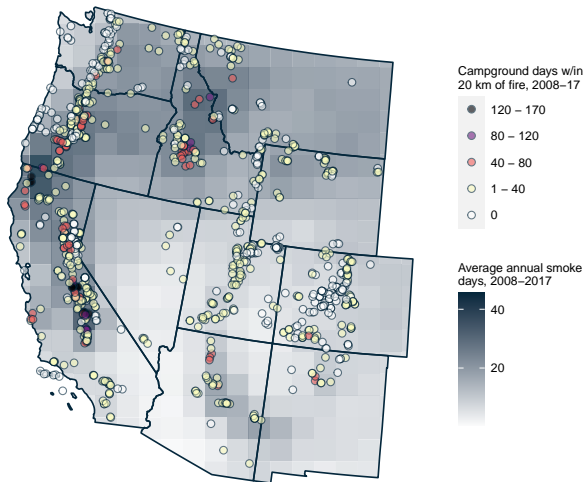 Campground days w/in
20 km of fire, 2008−17
120 − 170
80 − 120
40 − 80
1 − 40
0
Average annual smoke
days, 2008−2017
40
20